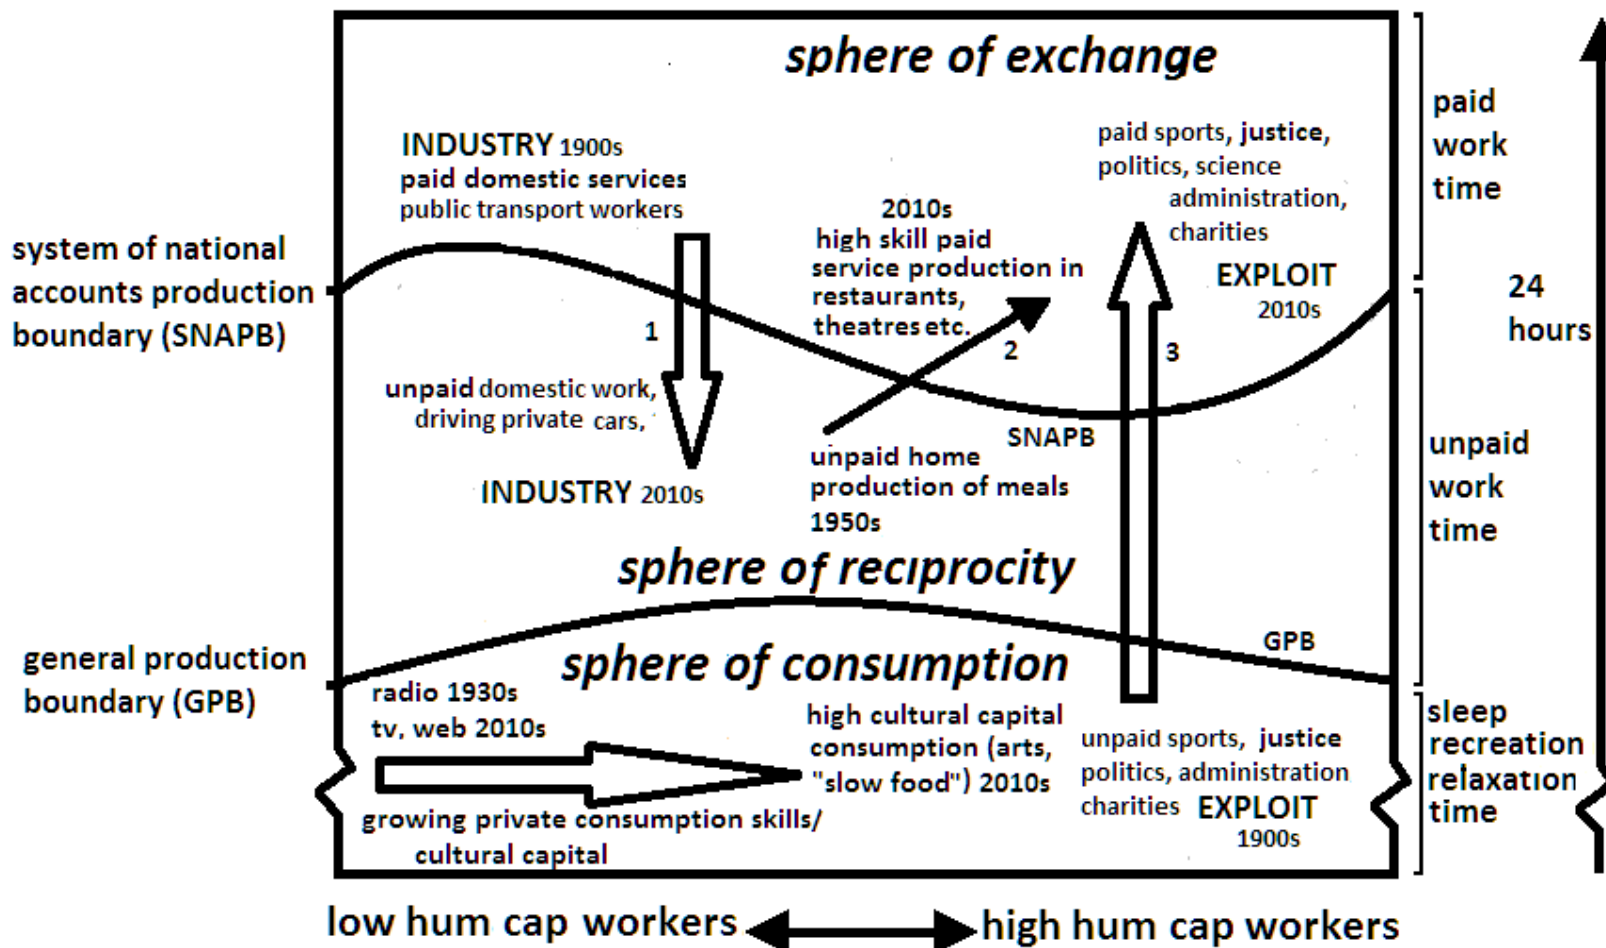 sphere of exchange
INDUSTRY 1900s
paid domestic services
public transport workers
2010s
high skill paid
service production in
restaurants,
theatres etc.
paid sports, justice,
politics, science
administration,
charities
EXPLOIT
2010s
paid
work
time
system of national
accounts production
boundary (SNAPB)
1
2
3
24
hours
unpaid domestic work,
driving private cars,
INDUSTRY 2010s
SNAPB
unpaid home
production of meals
1950s
unpaid
work
time
sphere of reciprocity
GPB
general production
boundary (GPB)
sphere of consumption
radio 1930s
tv, web 2010s
high cultural capital
consumption (arts,
"slow food") 2010s
unpaid sports, justice
politics, administration
charities EXPLOIT
1900s
sleep
recreation
relaxation
time
growing private consumption skills/
cultural capital
low hum cap workers
high hum cap workers